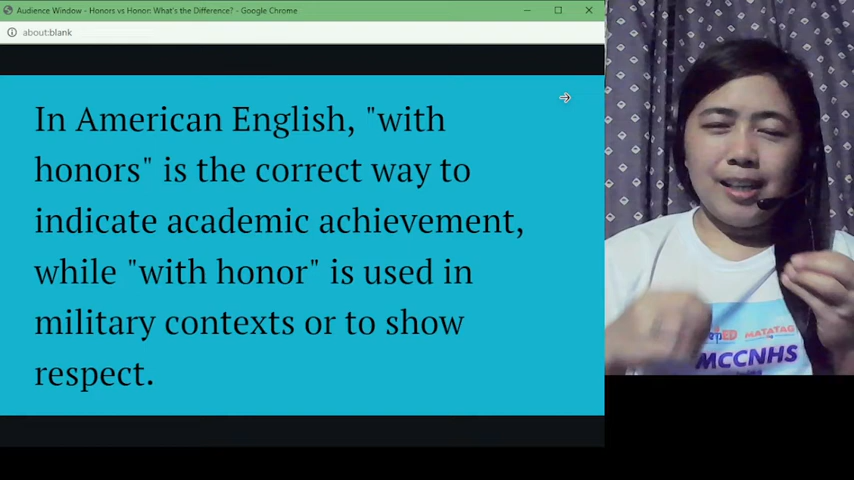 Audience Window - Honors vs Honor: What's the Difference? - Google Chrome
about:blank
In American English, "with
honors" is the correct way to
indicate academic achievement,
while "with honor" is used in
military contexts or to show
respect.
MATATAG
MCCNHS